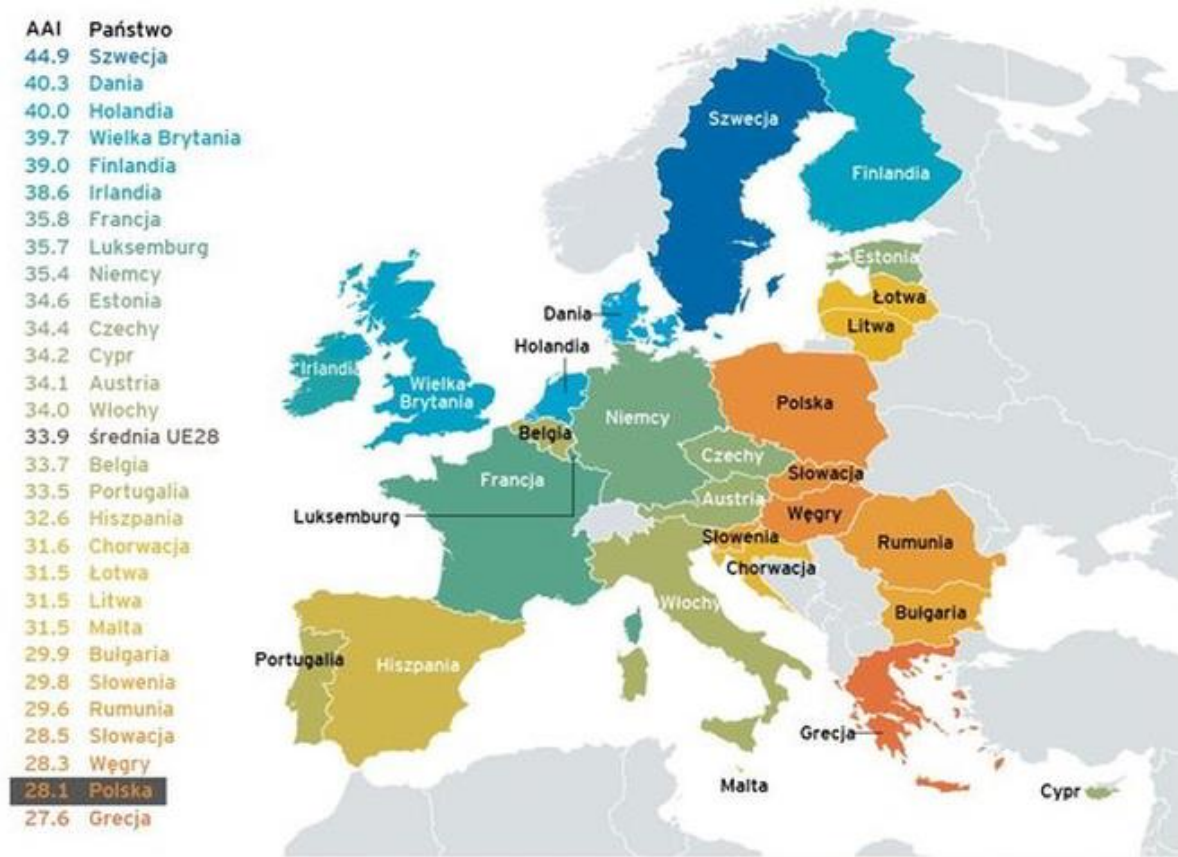 AAI Państwo
44.9 Szwecja
40.3 Dania
40.0 Holandia
39.7 Wielka Brytania
39.0 Finlandia
38.6 Irlandia
35.8 Francja
35.7 Luksemburg
35.4 Niemcy
34.6 Estonia
34.4 Czechy
34.2 Cypr
34.1 Austria
34.0 Włochy
33.9 średnia UE28
33.7 Belgia
33.5 Portugalia
32.6 Hiszpania
31.6 Chorwacja
31.5 Łotwa
31.5 Litwa
31.5 Malta
29.9 Bułgaria
29.8 Słowenia
29.6 Rumunia
28.5 Słowacja
28.3 Węgry
28.1 Polska
27.6 Grecja
Szwecja
Finlandia
Estonia
Łotwa
Litwa
Dania
Holandia
Irlandia
Wielka
Brytania
Polska
Niemcy
Belgia
Czechy
Słowacja
Francja
Austria
Luksemburg
Węgry
Słowenia
Rumunia
Chorwacja
Włochy
Bułgaria
Portugalia
Hiszpania
Grecja
Malta
Cypr